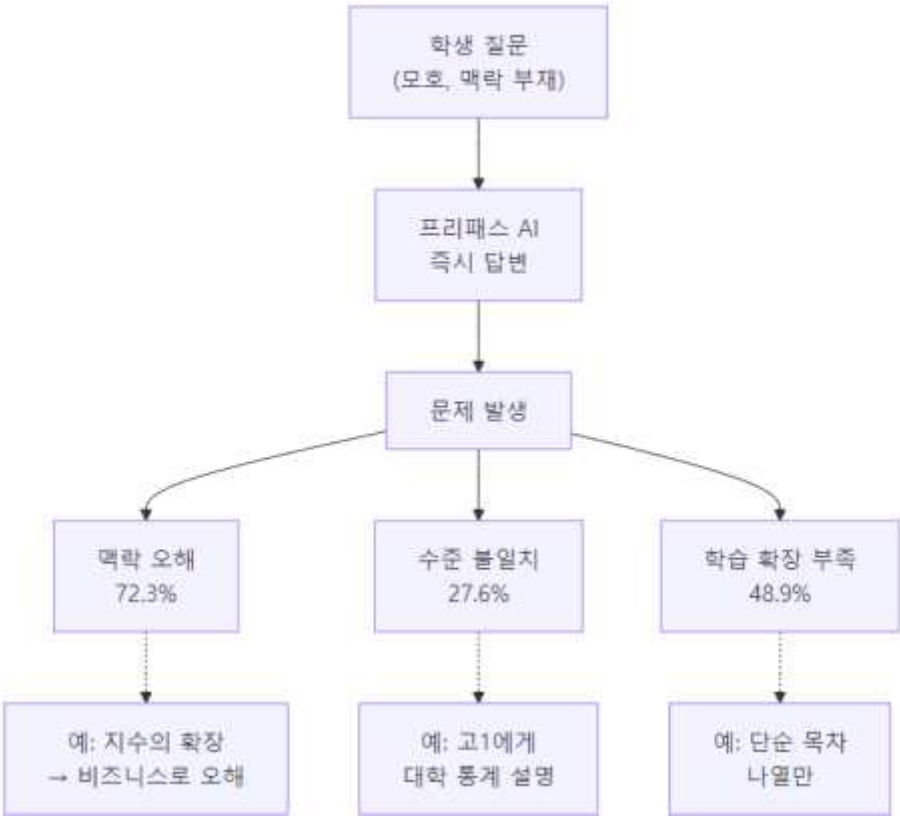 학생 질문
(모호, 맥락 부재)
프리패스 AI
즉시 답변
문제 발생
맥락 오해
72.3%
수준 불일치
27.6%
학습 확장 부족
48.9%
예: 지수의 확장
→ 비즈니스로 오해
예: 고1에게
대학 통계 설명
예: 단순 목차
나열만